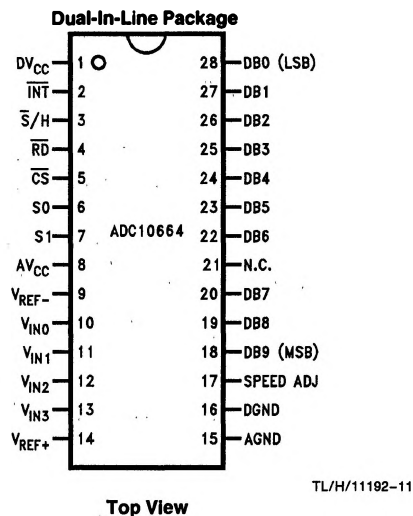 Dual-In-Line Package
DVCC 1 28 DB0 (LSB)
INT 2 27 DB1
S/H 3 26 DB2
RD 4 25 DB3
CS 5 24 DB4
S0 6 23 DB5
S1 7 ADC10664 22 DB6
AVCC 8 21 N.C.
VREF- 9 20 DB7
VIN0 10 19 DB8
VIN1 11 18 DB9 (MSB)
VIN2 12 17 SPEED ADJ
VIN3 13 16 DGND
VREF+ 14 15 AGND
TL/H/11192-11
Top View